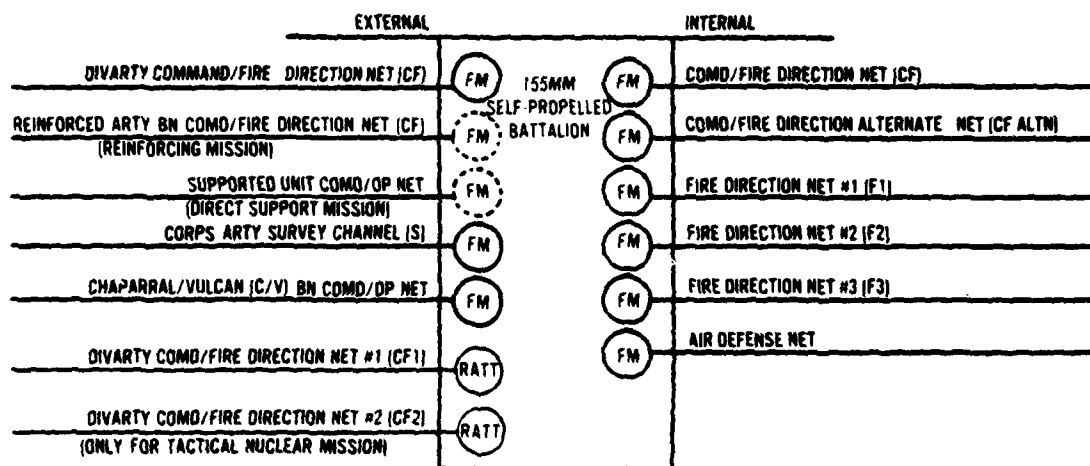 EXTERNAL
INTERNAL
155MM
SELF-PROPELLED
BATTALION
DIVARTY COMMAND/FIRE DIRECTION NET (CF)
FM
REINFORCED ARTY BN COMD/FIRE DIRECTION NET (CF)
(REINFORCING MISSION)
FM
SUPPORTED UNIT COMD/OP NET
(DIRECT SUPPORT MISSION)
FM
CORPS ARTY SURVEY CHANNEL (S)
FM
CHAPARRAL/VULCAN (C/V) BN COMD/OP NET
FM
DIVARTY COMD/FIRE DIRECTION NET #1 (CF1)
RATT
DIVARTY COMD/FIRE DIRECTION NET #2 (CF2)
(ONLY FOR TACTICAL NUCLEAR MISSION)
RATT
FM
COMD/FIRE DIRECTION NET (CF)
FM
COMD/FIRE DIRECTION ALTERNATE NET (CF ALTN)
FM
FIRE DIRECTION NET #1 (F1)
FM
FIRE DIRECTION NET #2 (F2)
FM
FIRE DIRECTION NET #3 (F3)
FM
AIR DEFENSE NET